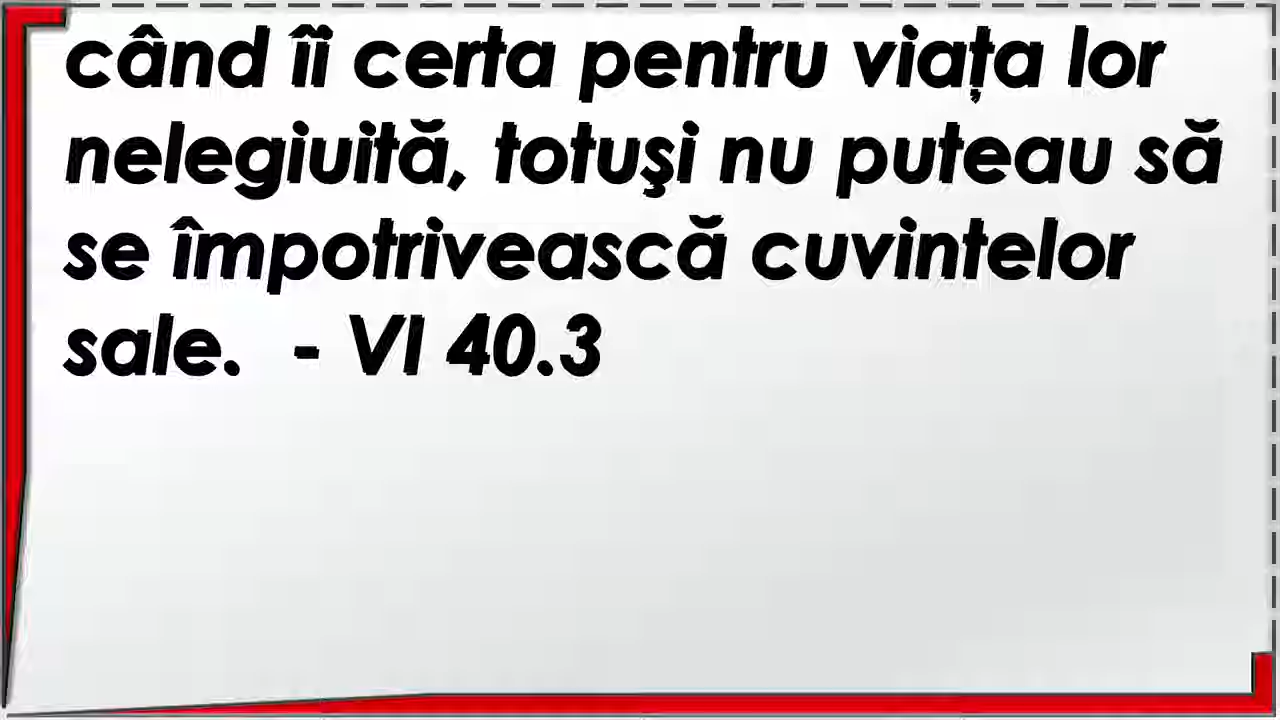 când îi certa pentru viața lor
nelegiuită, totuşi nu puteau să
se împotrivească cuvintelor
sale.  - VI 40.3